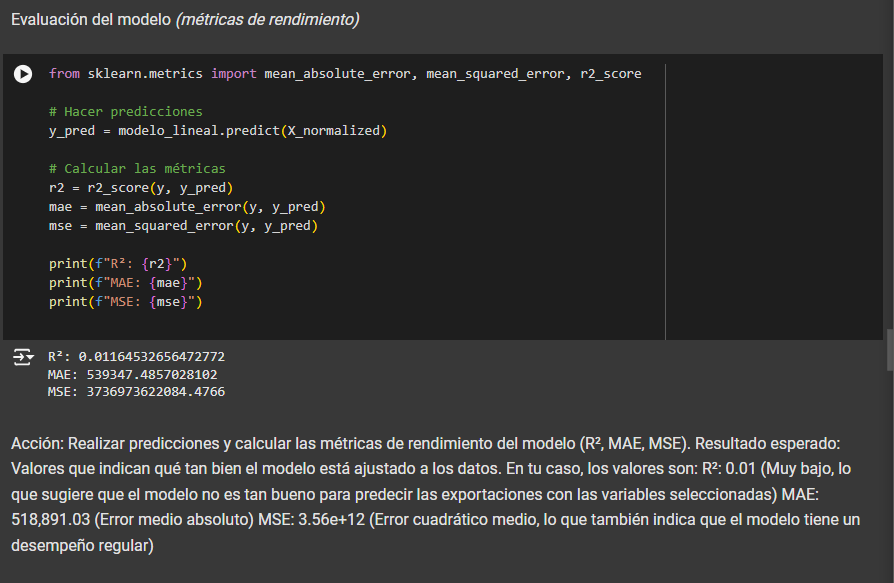 Evaluación del modelo (métricas de rendimiento)
from sklearn.metrics import mean_absolute_error, mean_squared_error, r2_score
# Hacer predicciones
y_pred = modelo_lineal.predict(X_normalized)
# Calcular las métricas
r2 = r2_score(y, y_pred)
mae = mean_absolute_error(y, y_pred)
mse = mean_squared_error(y, y_pred)
print(f"R²: {r2}")
print(f"MAE: {mae}")
print(f"MSE: {mse}")
R²: 0.01164532656472772
MAE: 539347.4857028102
MSE: 3736973622084.4766
Acción: Realizar predicciones y calcular las métricas de rendimiento del modelo (R², MAE, MSE). Resultado esperado:
Valores que indican qué tan bien el modelo está ajustado a los datos. En tu caso, los valores son: R²: 0.01 (Muy bajo, lo
que sugiere que el modelo no es tan bueno para predecir las exportaciones con las variables seleccionadas) MAE:
518,891.03 (Error medio absoluto) MSE: 3.56e+12 (Error cuadrático medio, lo que también indica que el modelo tiene un
desempeño regular)